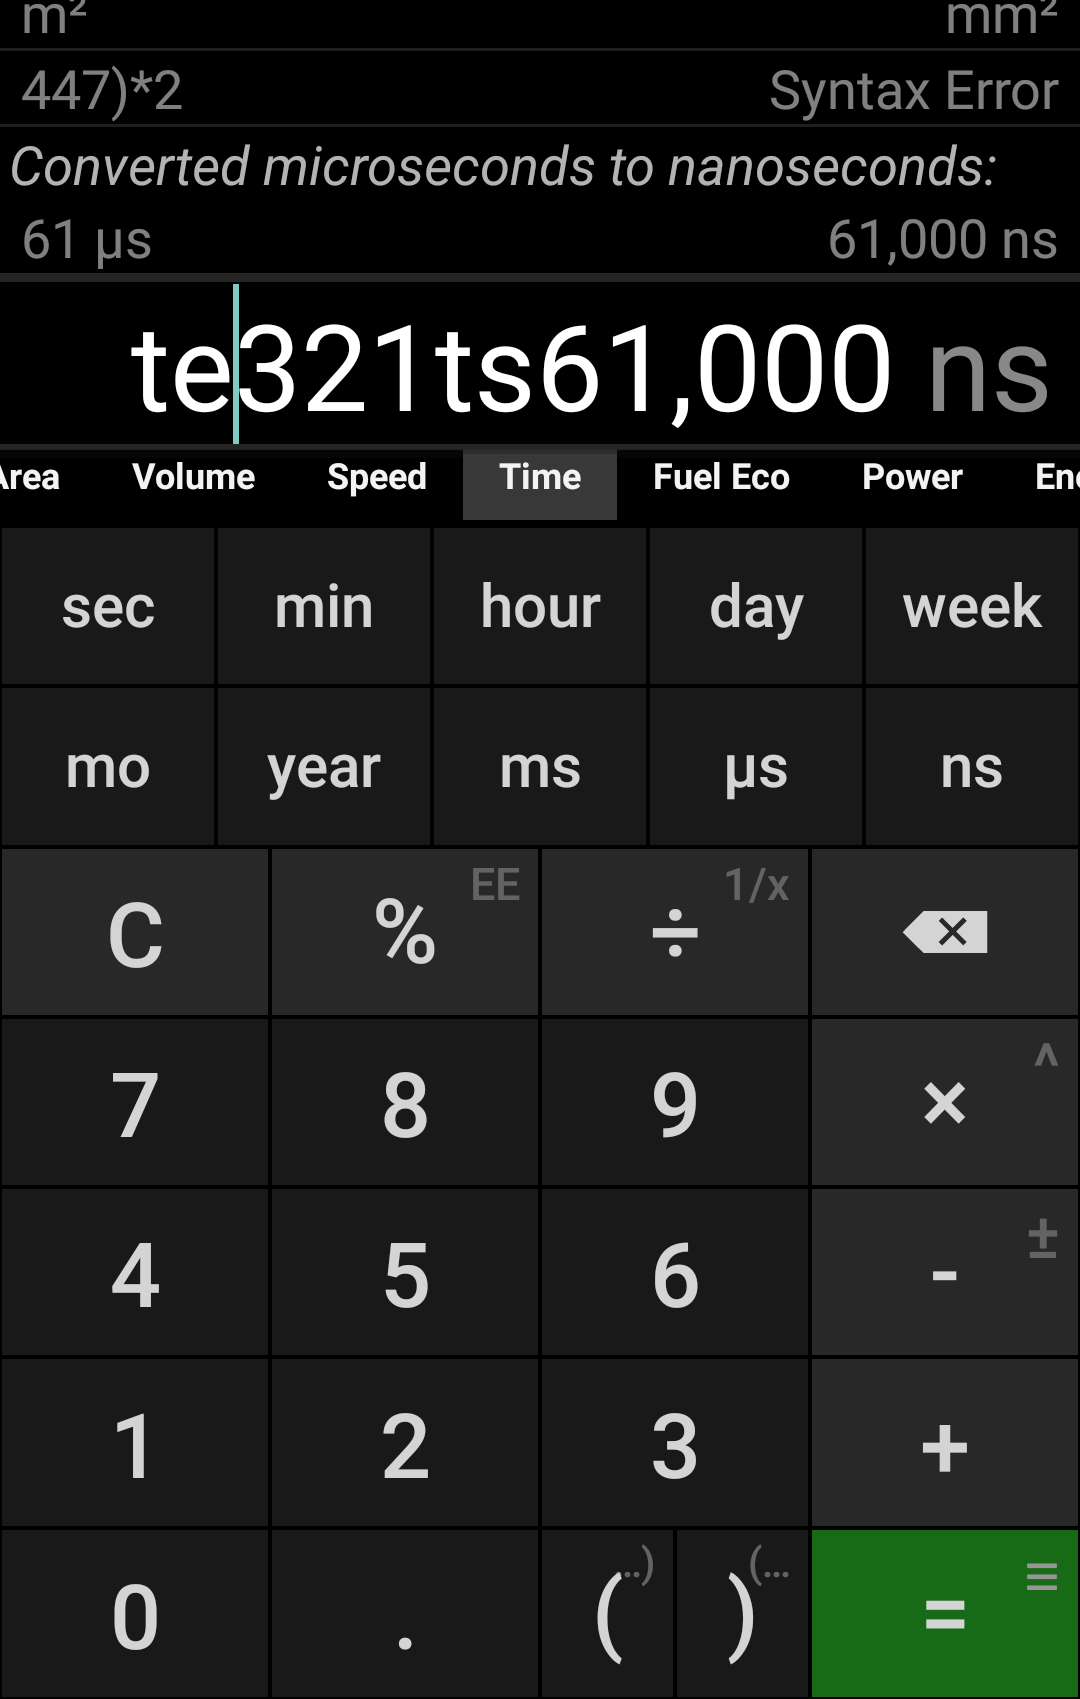 m² mm²
447)*2 Syntax Error
Converted microseconds to nanoseconds:
61 µs 61,000 ns
te321ts61,000 ns
Area Volume Speed Time Fuel Eco Power
sec min hour day week
mo year ms µs ns
C % EE ÷ 1/x
7 8 9 × ^
4 5 6 - ±
1 2 3 +
0 . ( ..) ) (... =